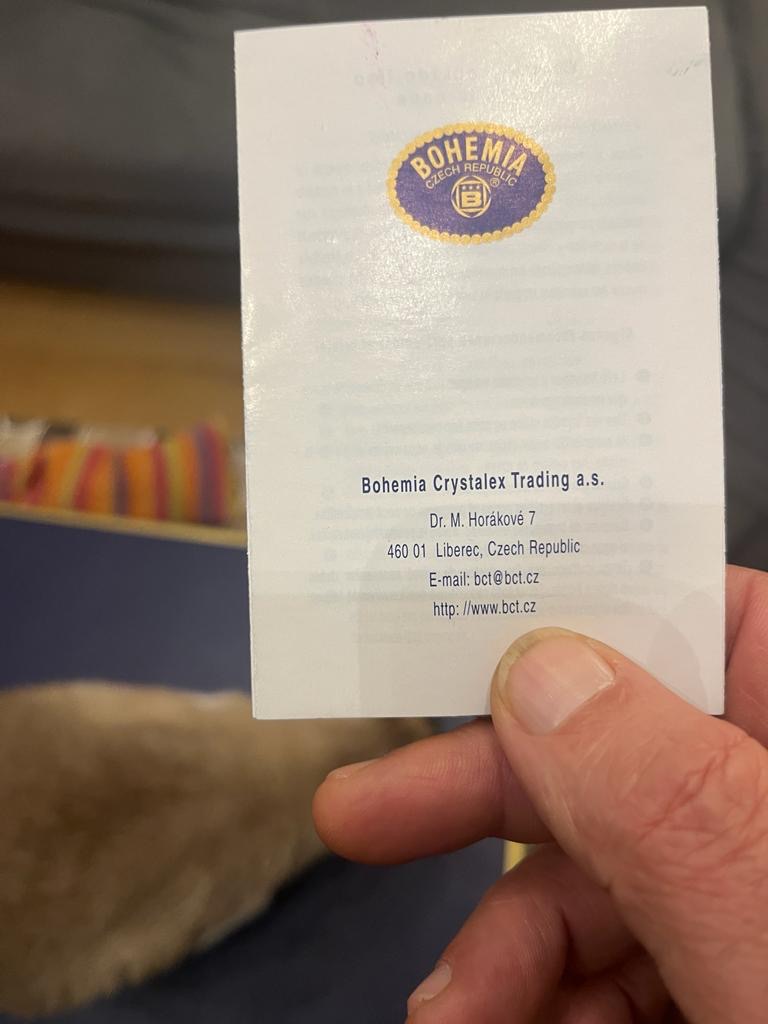 BOHEMIA
CZECH REPUBLIC
B ®
Bohemia Crystalex Trading a.s.
Dr. M. Horákové 7
460 01 Liberec, Czech Republic
E-mail: bct@bct.cz
http: //www.bct.cz